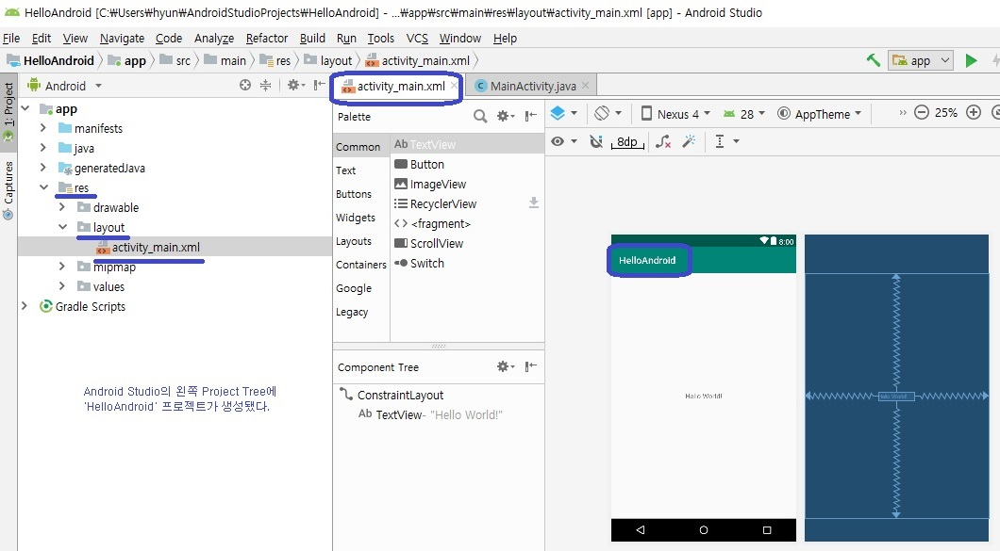 HelloAndroid [C:₩Users₩hyun₩AndroidStudioProjects₩HelloAndroid] - ...₩app₩src₩main₩res₩layout₩activity_main.xml [app] - Android Studio
File Edit View Navigate Code Analyze Refactor Build Run Tools VCS Window Help
HelloAndroid app src main res layout activity_main.xml app
1: Project
Captures
Android
app
manifests
java
generatedJava
res
drawable
layout
activity_main.xml
mipmap
values
Gradle Scripts
Android Studio의 왼쪽 Project Tree에
'HelloAndroid' 프로젝트가 생성됐다.
activity_main.xml MainActivity.java
Palette
Common
Text
Buttons
Widgets
Layouts
Containers
Google
Legacy
Ab TextView
Button
ImageView
RecyclerView
<fragment>
ScrollView
Switch
Component Tree
ConstraintLayout
Ab TextView- "Hello World!"
Nexus 4 28 AppTheme 25%
8dp
8:00
HelloAndroid
Hello World!
Hello World!